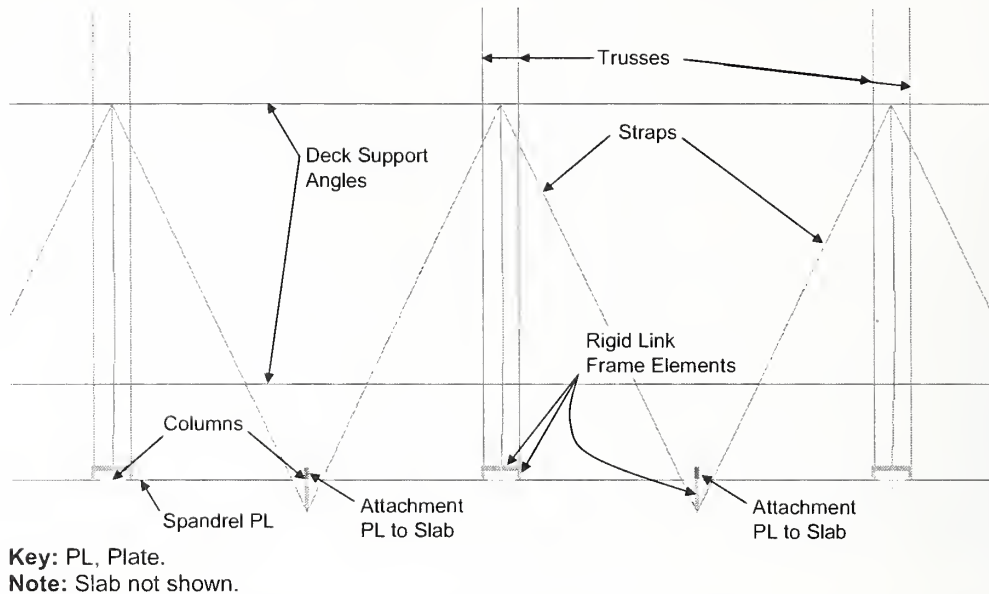 Trusses
Straps
Deck Support
Angles
Rigid Link
Frame Elements
Columns
Attachment
PL to Slab
Spandrel PL
Attachment
PL to Slab
Key: PL, Plate.
Note: Slab not shown.